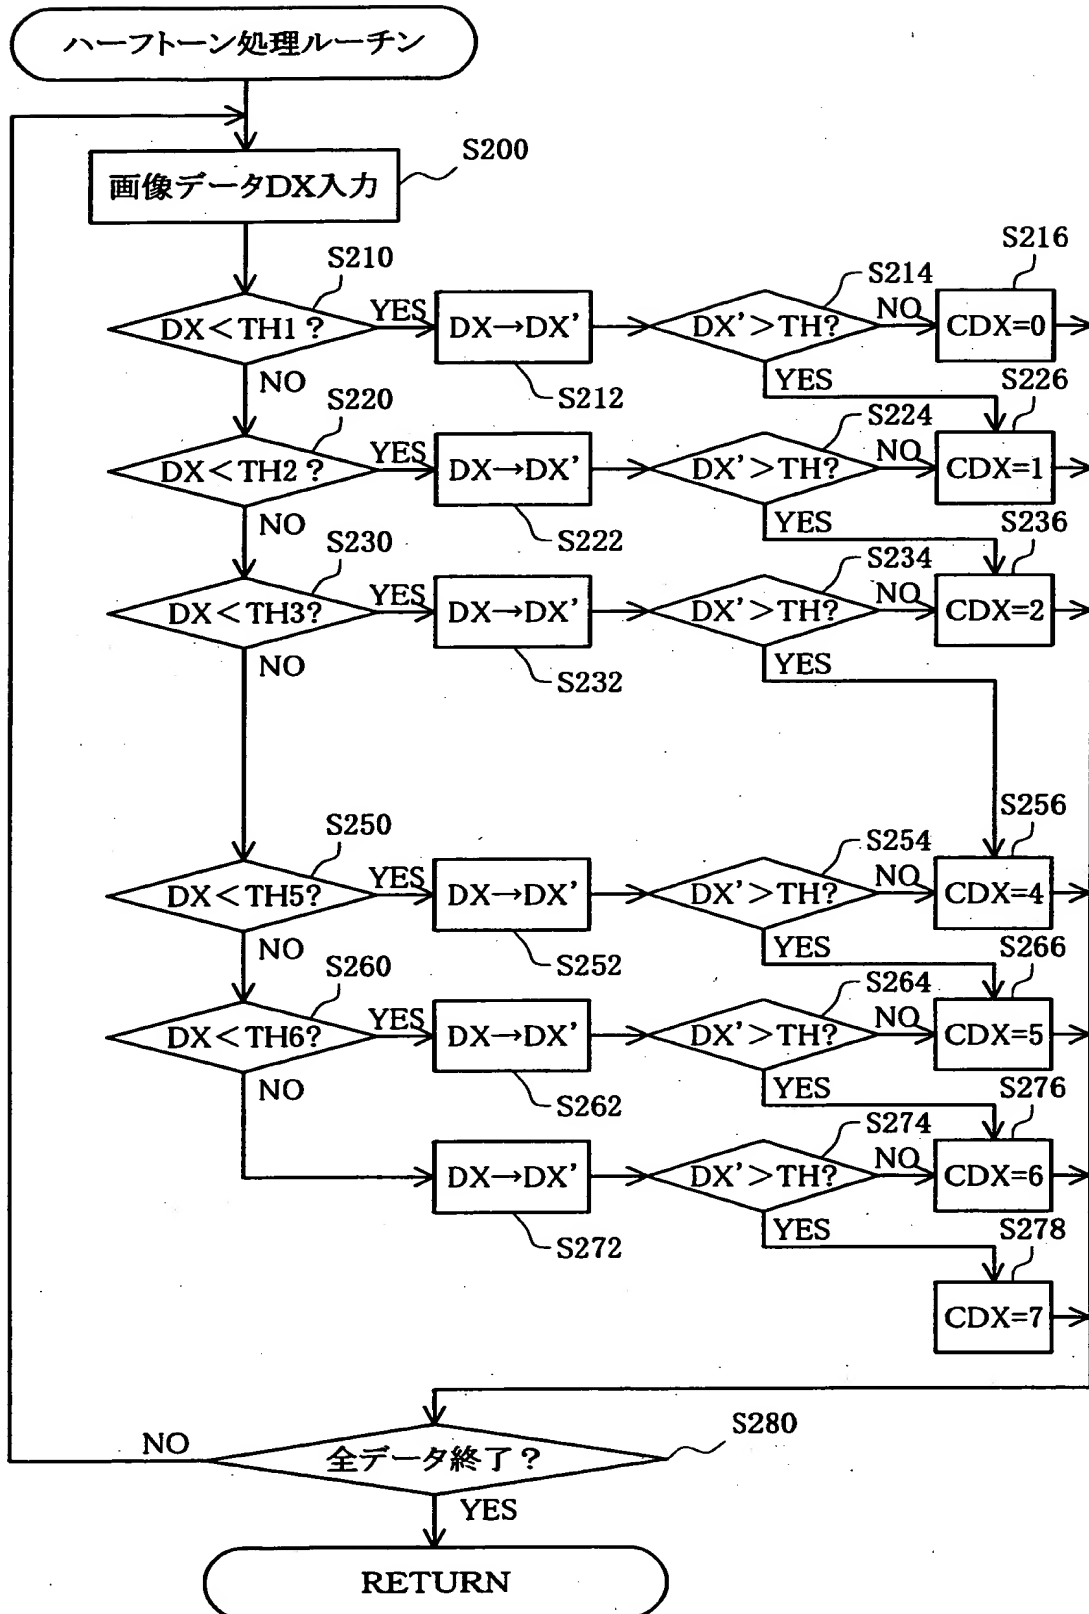 ハーフトーン処理ルーチン
S200
画像データDX入力
S210
DX<TH1?
YES
DX→DX'
S212
S214
DX'>TH?
NO
S216
CDX=0
NO
YES
S220
DX<TH2?
YES
DX→DX'
S222
S224
DX'>TH?
NO
S226
CDX=1
NO
YES
S230
DX<TH3?
YES
DX→DX'
S232
S234
DX'>TH?
NO
S236
CDX=2
NO
YES
S250
DX<TH5?
YES
DX→DX'
S252
S254
DX'>TH?
NO
S256
CDX=4
NO
YES
S260
DX<TH6?
YES
DX→DX'
S262
S264
DX'>TH?
NO
S266
CDX=5
NO
YES
DX→DX'
S272
S274
DX'>TH?
NO
S276
CDX=6
YES
S278
CDX=7
S280
全データ終了?
NO
YES
RETURN